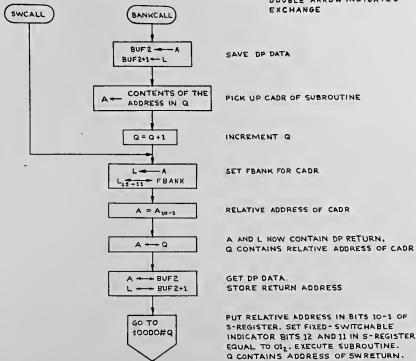 DOUBLE ARROW INDICATES
EXCHANGE
SWCALL
BANKCALL
BUF2 ← A
BUF2+1 ← L
SAVE DP DATA
A ← CONTENTS OF THE
ADDRESS IN Q
PICK UP CADR OF SUBROUTINE
Q = Q+1
INCREMENT Q
L ← A
L15-11 ↔ FBANK
SET FBANK FOR CADR
A = A10-1
RELATIVE ADDRESS OF CADR
A ← Q
A AND L NOW CONTAIN DP RETURN.
Q CONTAINS RELATIVE ADDRESS OF CADR
A ← BUF2
L ← BUF2+1
GET DP DATA.
STORE RETURN ADDRESS
GO TO
10000#Q
PUT RELATIVE ADDRESS IN BITS 10-1 OF
S-REGISTER. SET FIXED-SWITCHABLE
INDICATOR BITS 12 AND 11 IN S-REGISTER
EQUAL TO 01₂. EXECUTE SUBROUTINE.
Q CONTAINS ADDRESS OF SWRETURN.